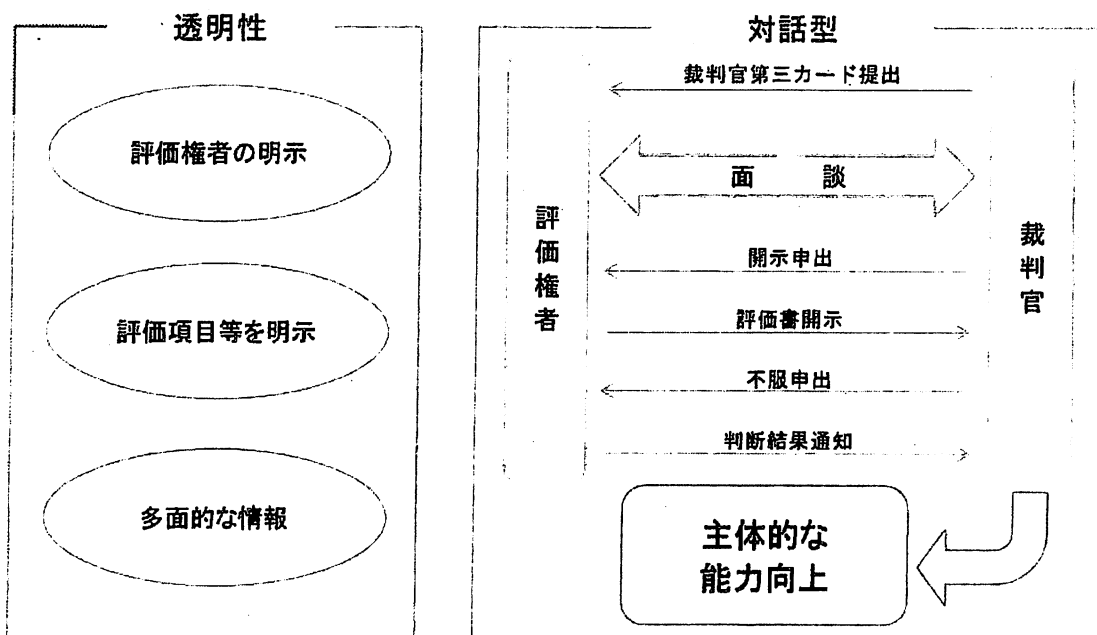 透明性
評価権者の明示
評価項目等を明示
多面的な情報
対話型
裁判官第三カード提出
面 談
開示申出
評価書開示
不服申出
判断結果通知
評価権者
裁判官
主体的な
能力向上